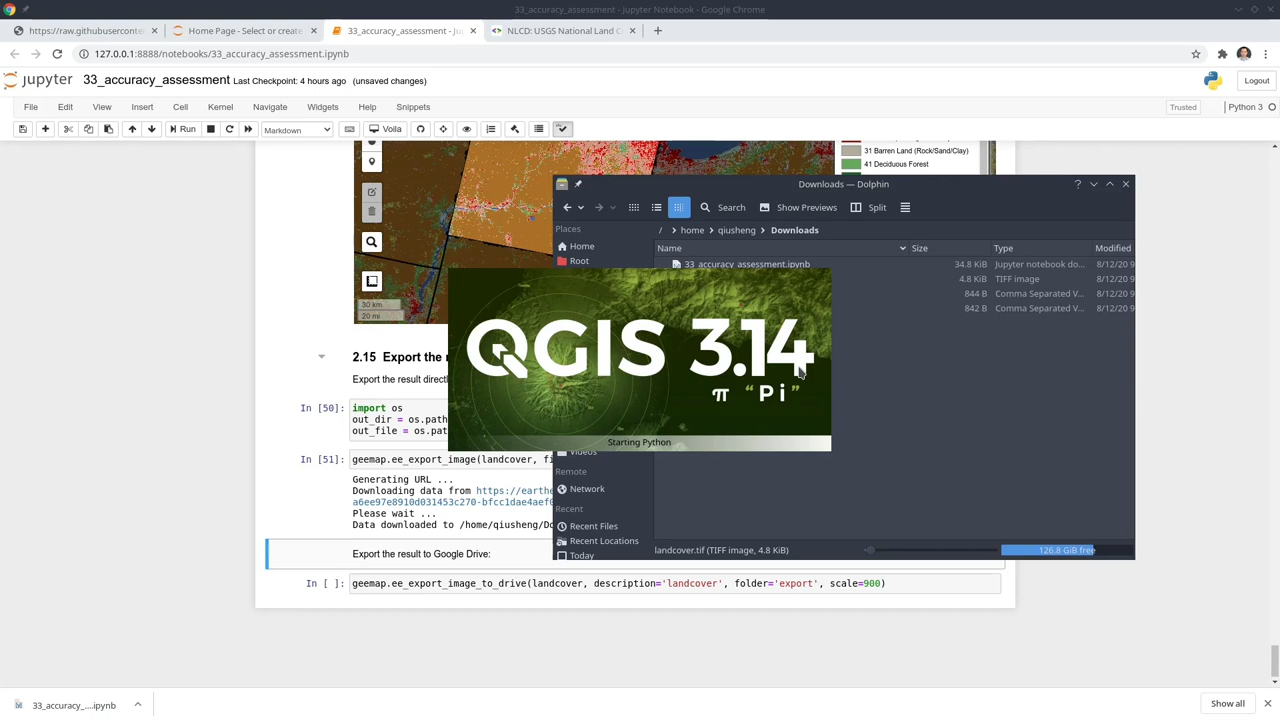 33_accuracy_assessment - Jupyter Notebook - Google Chrome
https://raw.githubuserconte
Home Page - Select or create
33_accuracy_assessment - Ju
NLCD: USGS National Land C
127.0.0.1:8888/notebooks/33_accuracy_assessment.ipynb
jupyter 33_accuracy_assessment Last Checkpoint: 4 hours ago (unsaved changes)
Logout
File Edit View Insert Cell Kernel Navigate Widgets Help Snippets
Trusted
Python 3
Run
Markdown
Voila
31 Barren Land (Rock/Sand/Clay)
41 Deciduous Forest
30 km
20 mi
Downloads — Dolphin
Search Show Previews Split
Places
Home
Root
/ > home > qiusheng > Downloads
Name Size Type Modified
33_accuracy_assessment.ipynb 34.8 KiB Jupyter notebook do... 8/12/20 9
4.8 KiB TIFF image 8/12/20 9
844 B Comma Separated V... 8/12/20 9
842 B Comma Separated V... 8/12/20 9
QGIS 3.14
π “Pi”
Starting Python
Videos
Remote
Network
Recent
Recent Files
Recent Locations
Today
landcover.tif (TIFF image, 4.8 KiB)
126.8 GiB free
2.15 Export the r
Export the result directl
In [50]: import os
out_dir = os.path
out_file = os.pat
In [51]: geemap.ee_export_image(landcover, fi
Generating URL ...
Downloading data from https://earthe
a6ee97e8910d031453c270-bfcc1dae4aef0
Please wait ...
Data downloaded to /home/qiusheng/Do
Export the result to Google Drive:
In [ ]: geemap.ee_export_image_to_drive(landcover, description='landcover', folder='export', scale=900)
33_accuracy_....ipynb
Show all